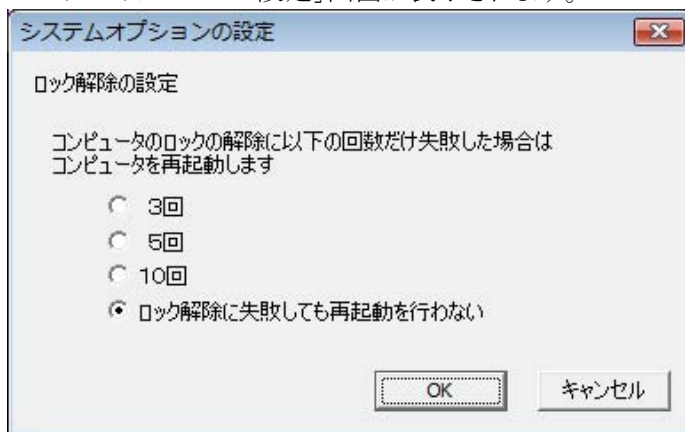 システムオプションの設定
ロック解除の設定
コンピュータのロックの解除に以下の回数だけ失敗した場合は
コンピュータを再起動します
3回
5回
10回
ロック解除に失敗しても再起動を行わない
OK
キャンセル